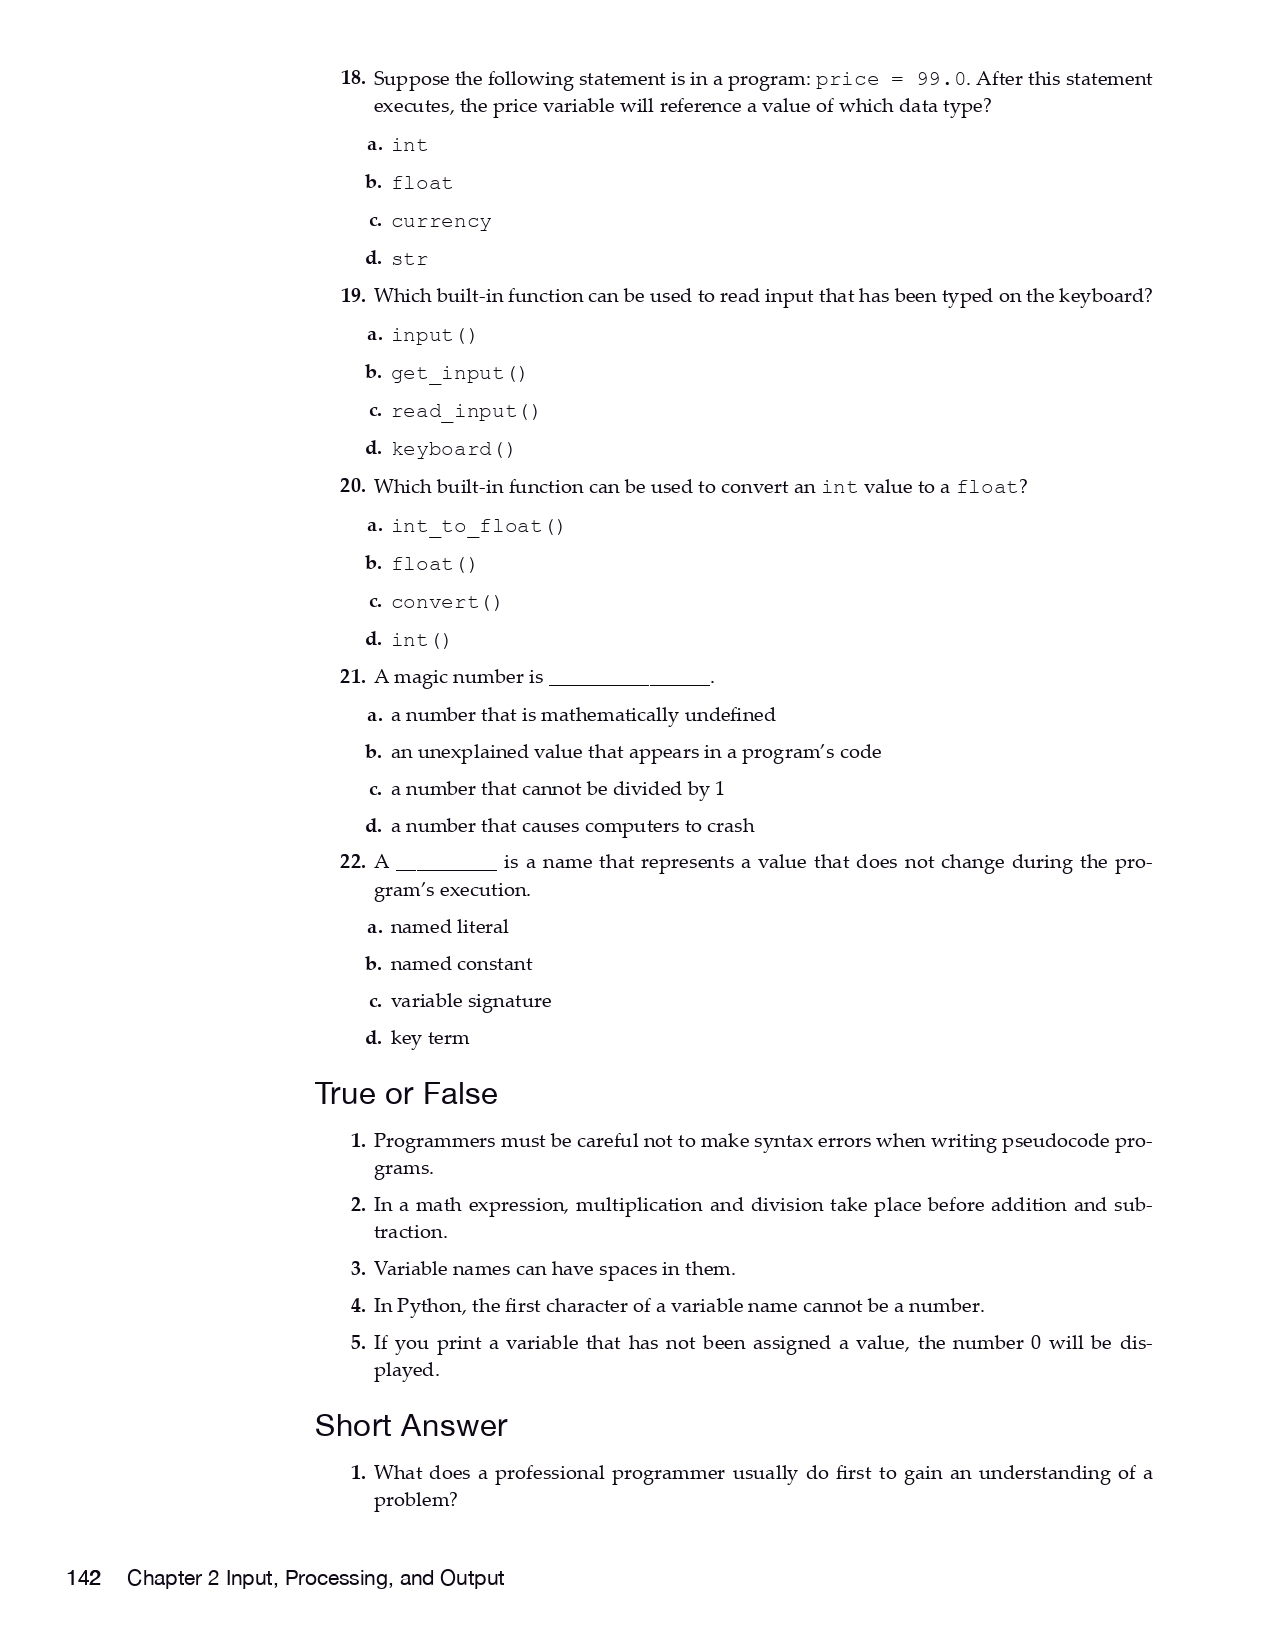 18. Suppose the following statement is in a program: price = 99.0. After this statement
executes, the price variable will reference a value of which data type?
a. int
b. float
c. currency
d. str
19. Which built-in function can be used to read input that has been typed on the keyboard?
a. input()
b. get_input()
c. read_input()
d. keyboard()
20. Which built-in function can be used to convert an int value to a float?
a. int_to_float()
b. float()
c. convert()
d. int()
21. A magic number is ________________.
a. a number that is mathematically undefined
b. an unexplained value that appears in a program’s code
c. a number that cannot be divided by 1
d. a number that causes computers to crash
22. A __________ is a name that represents a value that does not change during the pro-
gram’s execution.
a. named literal
b. named constant
c. variable signature
d. key term
True or False
1. Programmers must be careful not to make syntax errors when writing pseudocode pro-
grams.
2. In a math expression, multiplication and division take place before addition and sub-
traction.
3. Variable names can have spaces in them.
4. In Python, the first character of a variable name cannot be a number.
5. If you print a variable that has not been assigned a value, the number 0 will be dis-
played.
Short Answer
1. What does a professional programmer usually do first to gain an understanding of a
problem?
142 Chapter 2 Input, Processing, and Output